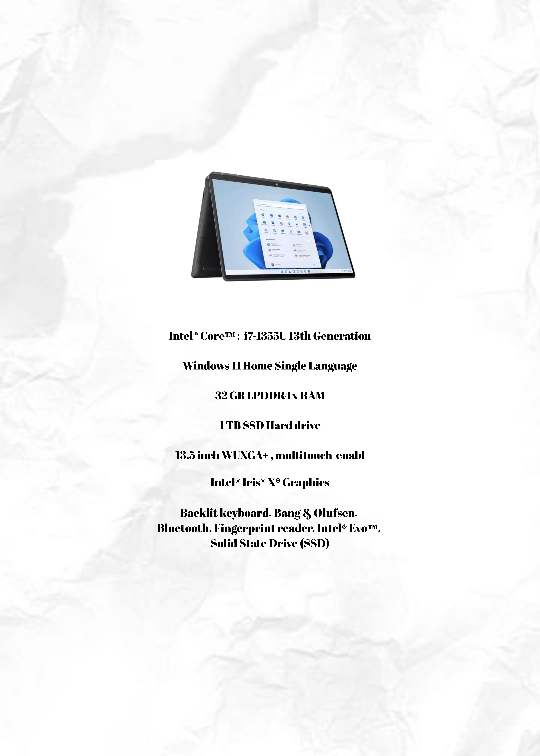 Intel® Core™ : i7-1355U 13th Generation
Windows 11 Home Single Language
32 GB LPDDR4x RAM
1 TB SSD Hard drive
13.5 inch WUXGA+ , multitouch-enabl
Intel® Iris® Xᵉ Graphics
Backlit keyboard, Bang & Olufsen,
Bluetooth, Fingerprint reader, Intel® Evo™,
Solid State Drive (SSD)